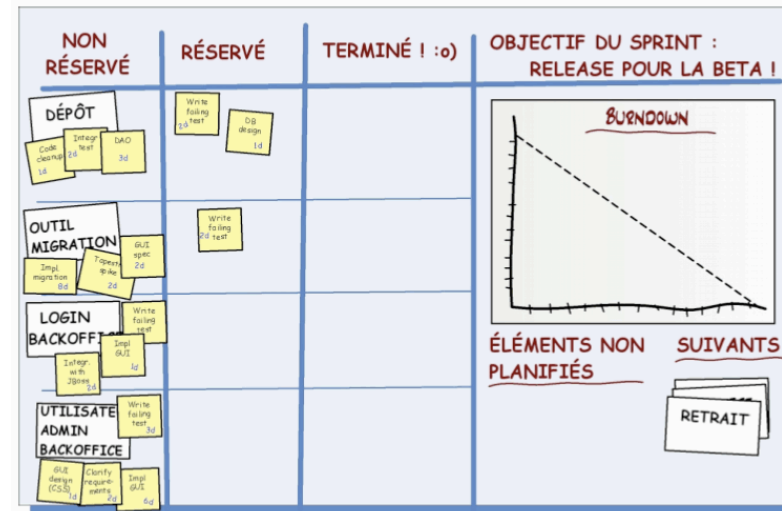 NON
RÉSERVÉ
RÉSERVÉ
TERMINÉ ! :o)
OBJECTIF DU SPRINT :
RELEASE POUR LA BETA !
DÉPÔT
Code
cleanup
1d
Integr
test
2d
DAO
3d
Write
failing
test
2d
DB
design
1d
BURNDOWN
OUTIL
MIGRATION
Impl.
migration
8d
spike
2d
GUI
spec
2d
Write
failing
test
2d
LOGIN
BACKOFFI
Write
failing
test
Impl
GUI
1d
Integr.
with
JBoss
2d
UTILISATE
ADMIN
BACKOFFICE
Write
failing
test
3d
GUI
design
(CSS)
1d
Clarify
require-
ments
2d
Impl
GUI
6d
ÉLÉMENTS NON
PLANIFIÉS
SUIVANTS
RETRAIT